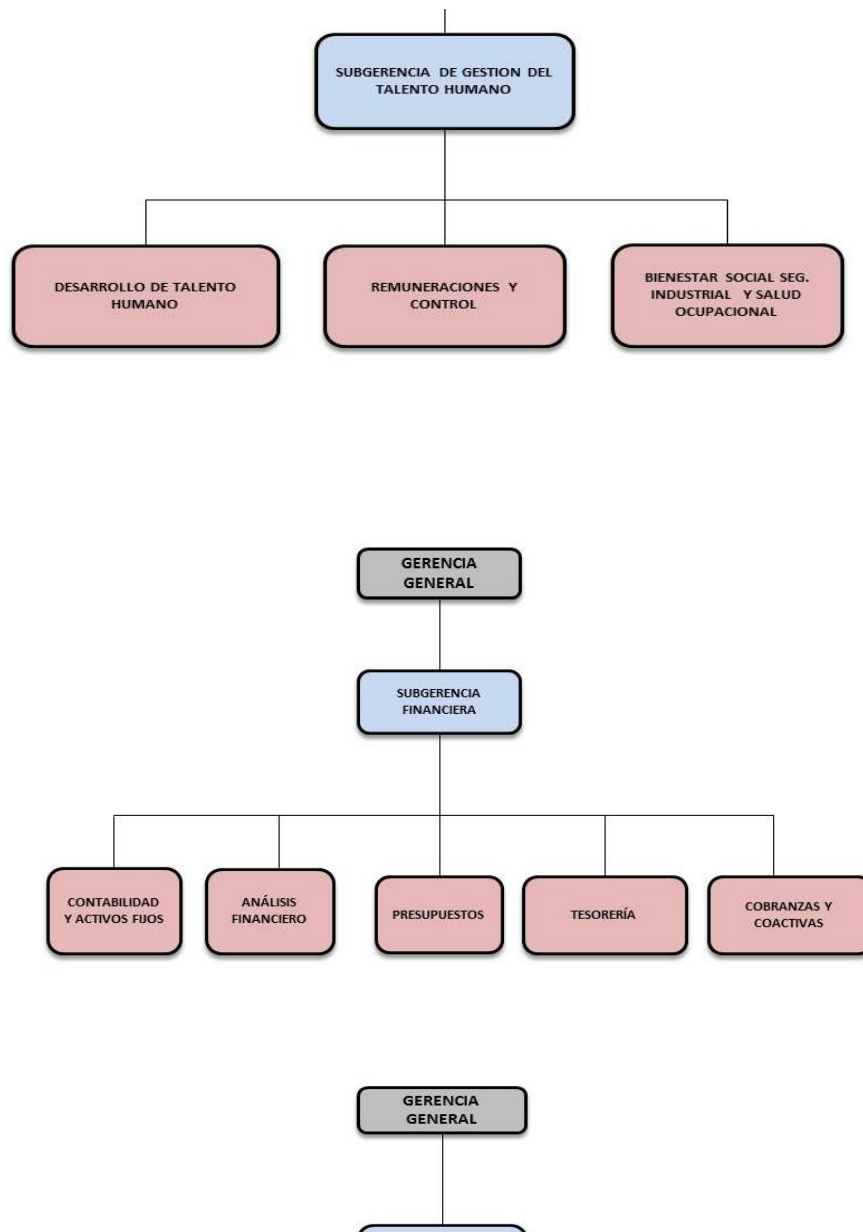 SUBGERENCIA DE GESTION DEL
TALENTO HUMANO
DESARROLLO DE TALENTO
HUMANO
REMUNERACIONES Y
CONTROL
BIENESTAR SOCIAL SEG.
INDUSTRIAL Y SALUD
OCUPACIONAL
GERENCIA
GENERAL
SUBGERENCIA
FINANCIERA
CONTABILIDAD
Y ACTIVOS FIJOS
ANÁLISIS
FINANCIERO
PRESUPUESTOS
TESORERÍA
COBRANZAS Y
COACTIVAS
GERENCIA
GENERAL